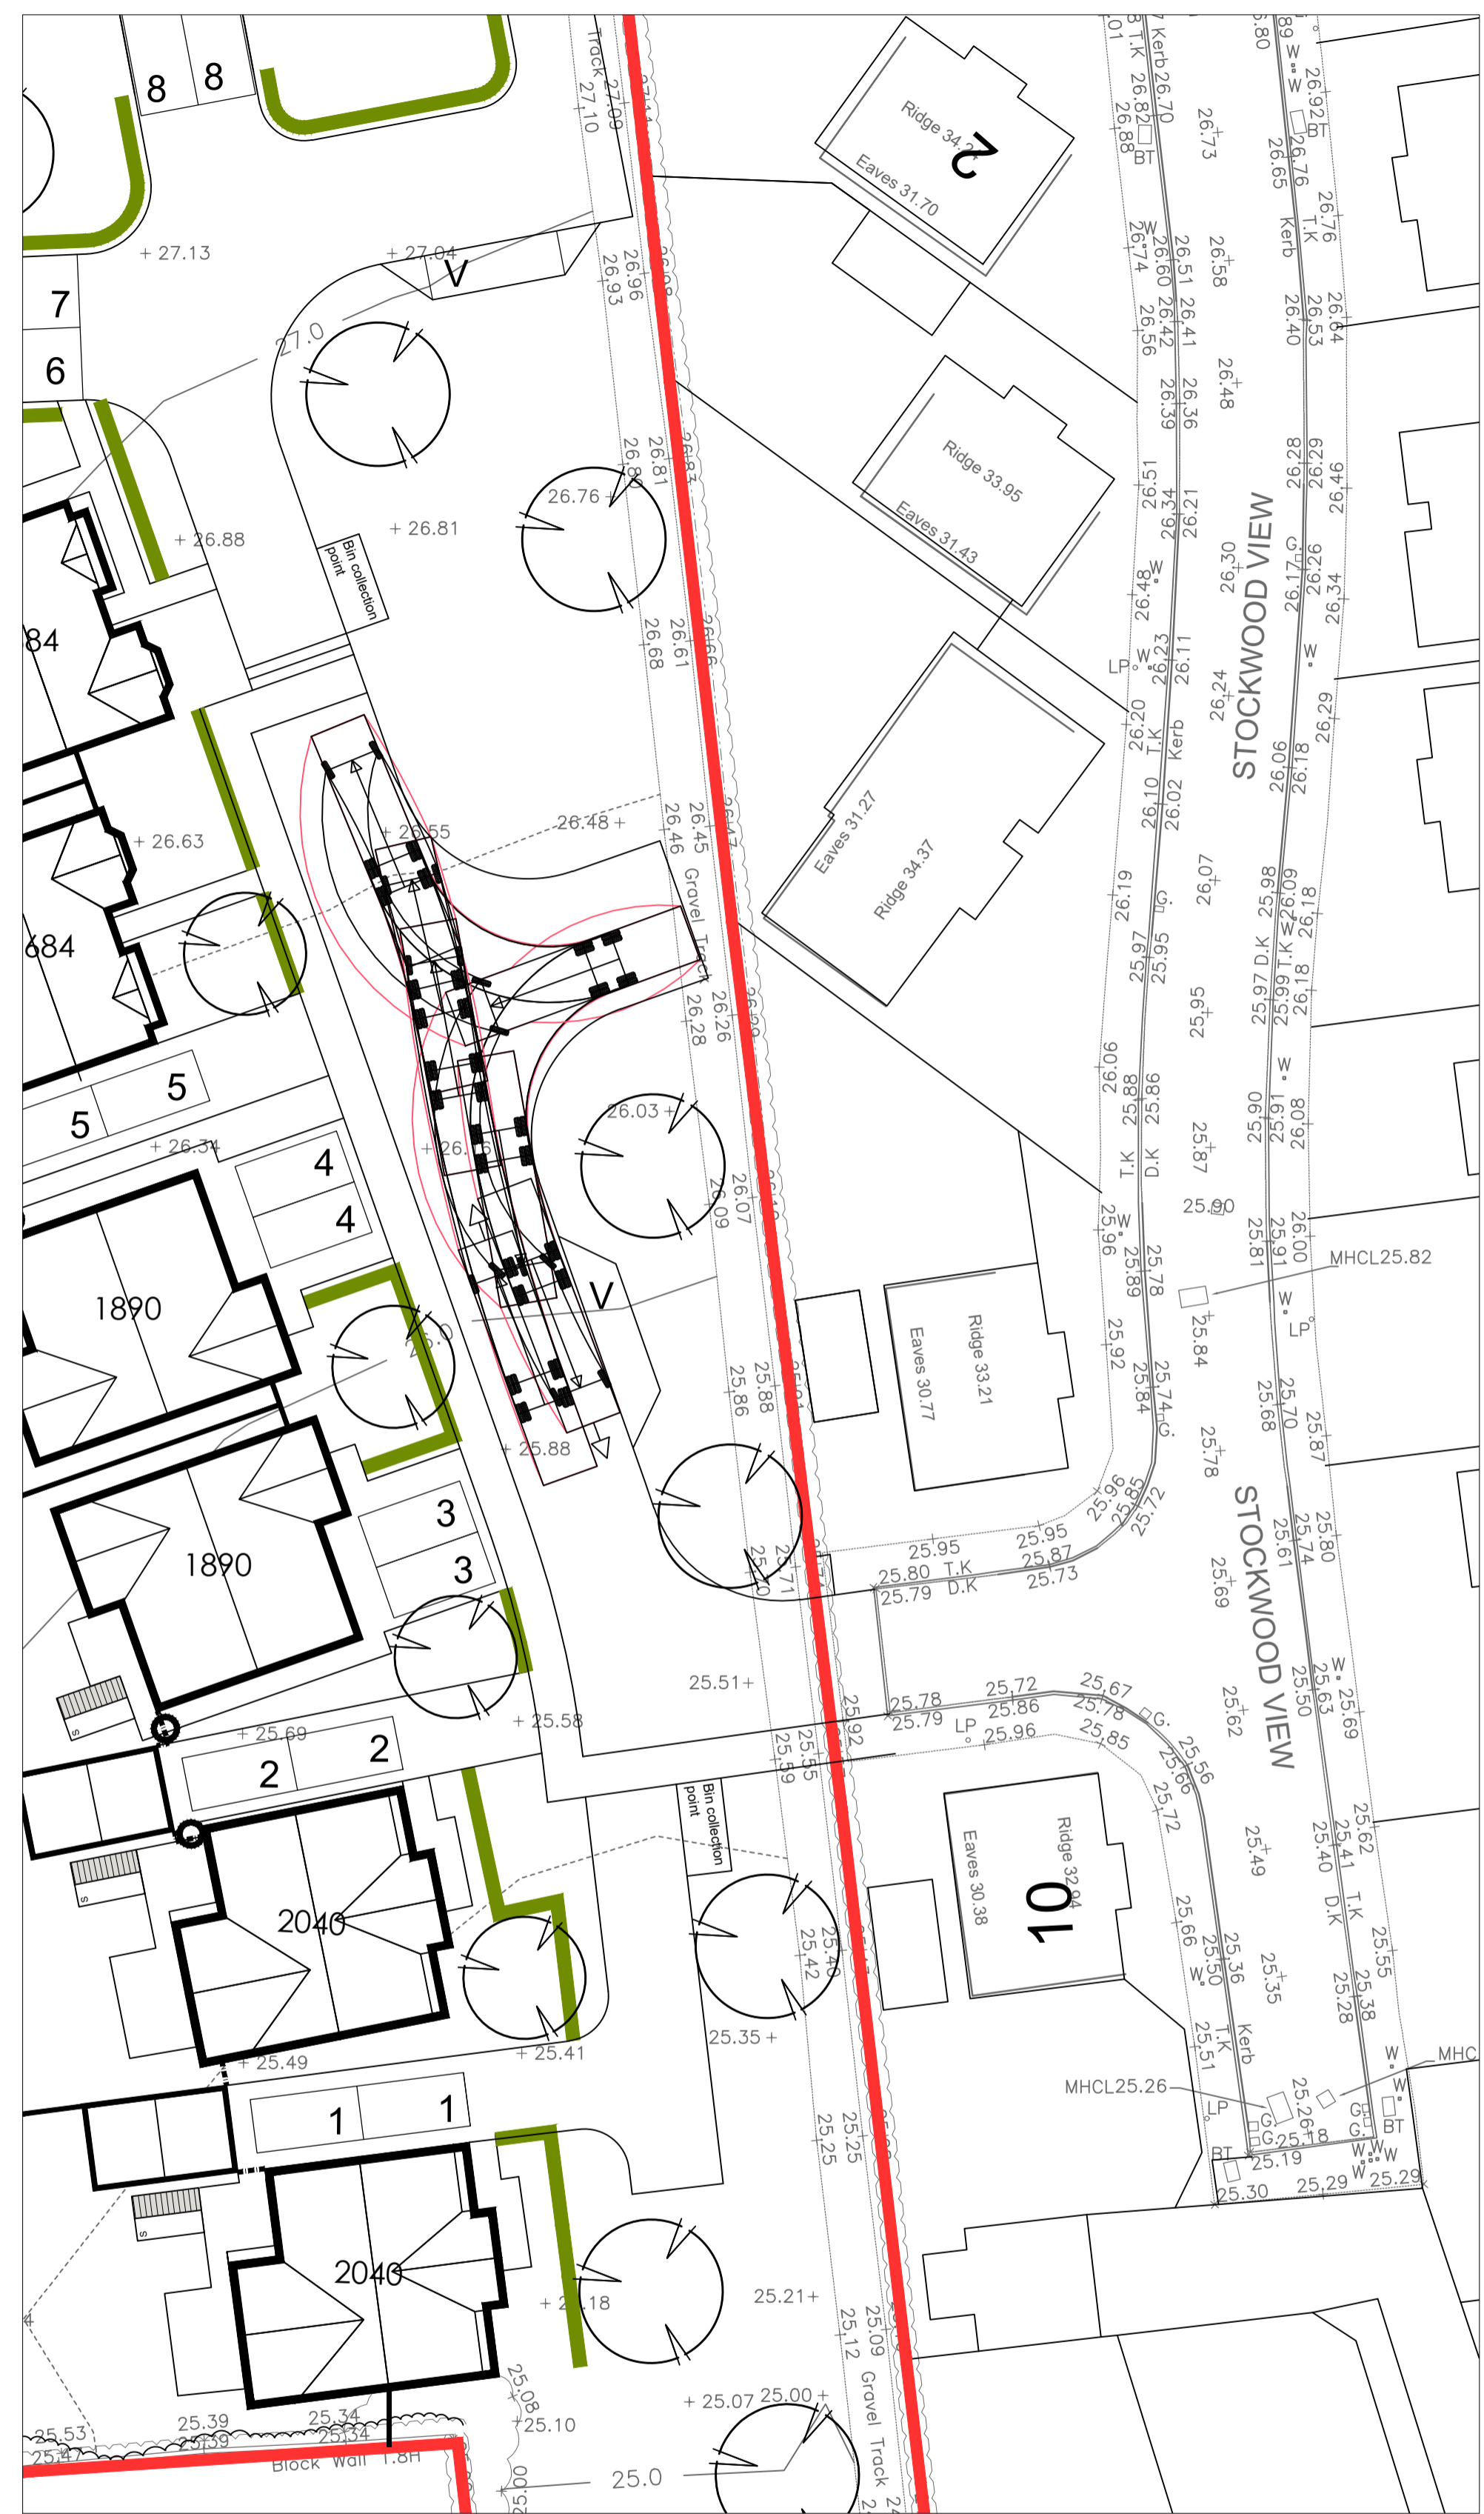 8 8
Track
27.09
27.10
Ridge 34.2
Eaves 31.70
2
T.K
26.82
Kerb
26.70
26.88
BT
26.73
W
W
26.92
BT
26.76
26.65
26.76
Kerb
T.K
+ 27.13
+ 27.04
V
26.96
26.93
W
26.74
26.60
26.51
26.58
26.42
26.41
26.56
26.40
26.53
26.64
7
6
27.0
26.39
26.36
26.48
Ridge 33.95
Eaves 31.43
26.81
26.76 +
+ 26.81
+ 26.88
Bin collection
point
26.51
26.34
26.21
26.28
26.29
26.46
STOCKWOOD VIEW
26.48
W
26.30
G.
26.17
26.26
26.34
26.68
26.61
84
LP
W
26.23
26.11
W
26.24
26.20
T.K
Kerb
26.29
26.06
26.18
26.10
26.02
Eaves 31.27
Ridge 34.37
+ 26.63
26.48 +
26.46
26.45
Gravel Track
26.19
G.
26.07
25.98
26.09
26.18
684
25.97
25.95
25.95
25.97
D.K
25.99
T.K
26.18
26.28
26.26
5 5
+ 26.34
4
4
26.03 +
26.06
25.88
25.86
W
25.90
25.91
26.08
T.K
D.K
25.87
26.07
26.09
25.90
25.96
W
25.89
25.78
25.81
25.91
26.00
MHCL25.82
1890
V
W
LP
25.84
25.92
25.84
25.74
G
Eaves 30.77
Ridge 33.21
25.86
25.88
25.68
25.70
25.87
25.78
+ 25.88
STOCKWOOD VIEW
3
3
1890
25.96
25.85
25.72
25.95
25.95
25.80 T.K
25.79 D.K
25.87
25.73
25.71
25.61
25.74
25.80
25.69
S
25.51+
25.78
25.79
25.72
25.86
LP
25.96
25.67
25.78
25.85
G.
W
25.50
25.63
25.69
25.62
+ 25.69
+ 25.58
25.92
25.55
25.59
2 2
25.56
25.66
25.72
Bin collection
point
25.62
25.40
25.41
25.49
S
2040
Eaves 30.38
Ridge 32.94
10
D.K
T.K
25.66
W
25.50
25.36
25.35
25.55
25.28
25.38
25.42
25.40
25.35 +
+ 25.49
+ 25.41
T.K
Kerb
25.51
W
MHC
MHCL25.26
LP
25.26
W
G.
G.
G.
G.
BT
25.18
W W W
W
BT
25.19
25.30
25.29
25.29
1 1
25.25
25.25
S
2040
25.21+
25.12
25.09
Gravel Track
25.08
+25.10
+ 25.07
25.00 +
25.53
25.47
25.39
25.39
25.34
25.34
Block Wall 1.8H
25.00
25.0